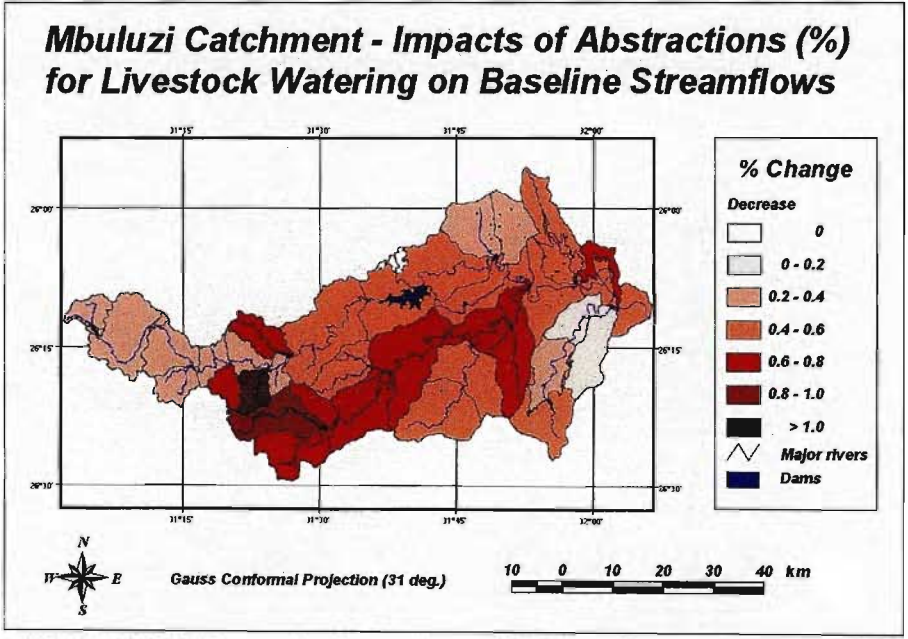 Mbuluzi Catchment - Impacts of Abstractions (%)
for Livestock Watering on Baseline Streamflows
31°15' 31°30' 31°45' 32°00'
26°00' 26°00'
26°15' 26°15'
26°30' 26°30'
31°15' 31°30' 31°45' 32°00'
% Change
Decrease
0
0 - 0.2
0.2 - 0.4
0.4 - 0.6
0.6 - 0.8
0.8 - 1.0
> 1.0
Major rivers
Dams
N
W E
S
Gauss Conformal Projection (31 deg.)
10 0 10 20 30 40 km